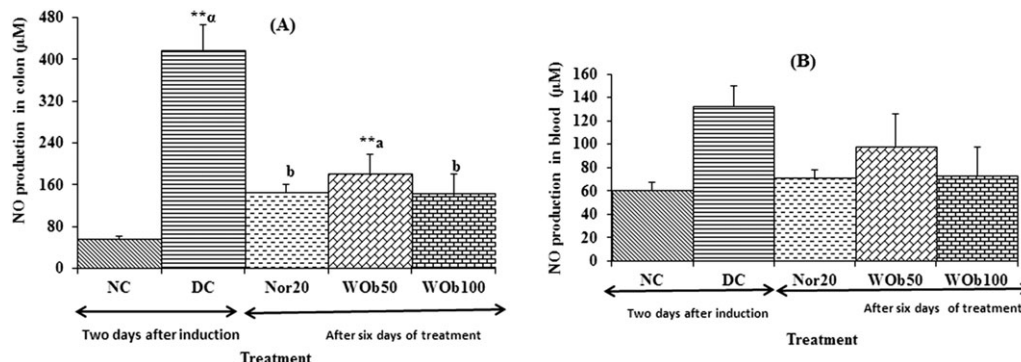 (A)
NO production in colon (µM)
480
400
320
240
160
80
0
**α
b
**a
b
NC DC Nor20 WOb50 WOb100
Two days after induction After six days of treatment
Treatment
(B)
NO production in blood (µM)
160
140
120
100
80
60
40
20
0
NC DC Nor20 WOb50 WOb100
Two days after induction After six days of treatment
Treatment